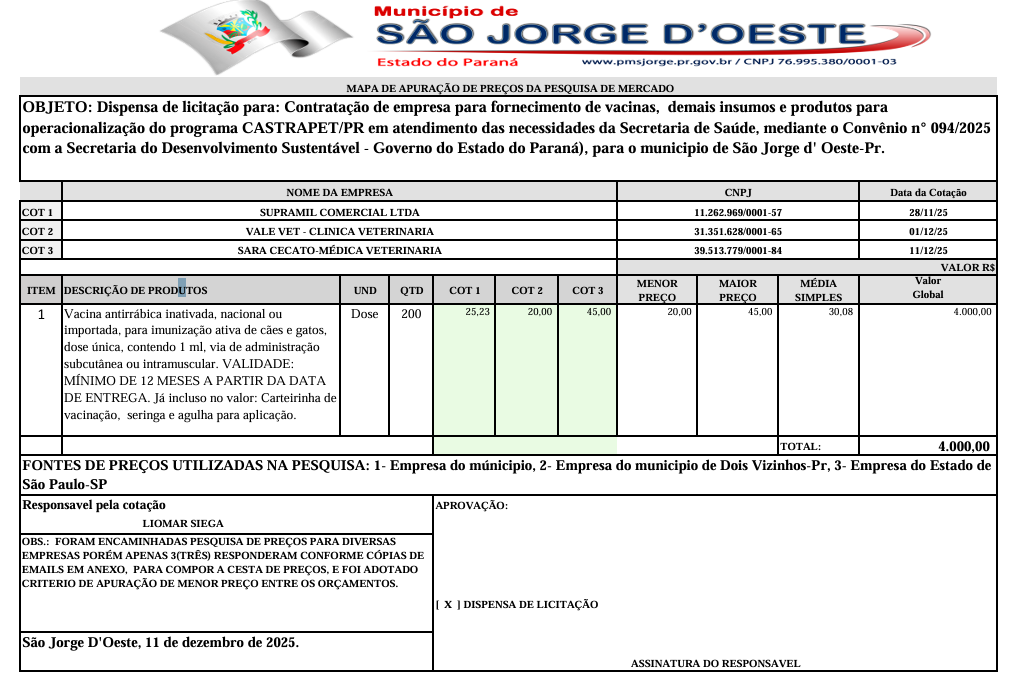 Município de
SÃO JORGE D'OESTE
Estado do Paraná www.pmsjorge.pr.gov.br / CNPJ 76.995.380/0001-03
MAPA DE APURAÇÃO DE PREÇOS DA PESQUISA DE MERCADO
OBJETO: Dispensa de licitação para: Contratação de empresa para fornecimento de vacinas, demais insumos e produtos para
operacionalização do programa CASTRAPET/PR em atendimento das necessidades da Secretaria de Saúde, mediante o Convênio n° 094/2025
com a Secretaria do Desenvolvimento Sustentável - Governo do Estado do Paraná), para o municipio de São Jorge d' Oeste-Pr.
NOME DA EMPRESA CNPJ Data da Cotação
COT 1 SUPRAMIL COMERCIAL LTDA 11.262.969/0001-57 28/11/25
COT 2 VALE VET - CLINICA VETERINARIA 31.351.628/0001-65 01/12/25
COT 3 SARA CECATO-MÉDICA VETERINARIA 39.513.779/0001-84 11/12/25
VALOR R$
ITEM DESCRIÇÃO DE PRODUTOS UND QTD COT 1 COT 2 COT 3 MENOR PREÇO MAIOR PREÇO MÉDIA SIMPLES Valor Global
1 Vacina antirrábica inativada, nacional ou Dose 200 25,23 20,00 45,00 20,00 45,00 30,08 4.000,00
importada, para imunização ativa de cães e gatos,
dose única, contendo 1 ml, via de administração
subcutânea ou intramuscular. VALIDADE:
MÍNIMO DE 12 MESES A PARTIR DA DATA
DE ENTREGA. Já incluso no valor: Carteirinha de
vacinação, seringa e agulha para aplicação.
TOTAL: 4.000,00
FONTES DE PREÇOS UTILIZADAS NA PESQUISA: 1- Empresa do múnicipio, 2- Empresa do municipio de Dois Vizinhos-Pr, 3- Empresa do Estado de
São Paulo-SP
Responsavel pela cotação
LIOMAR SIEGA
OBS.: FORAM ENCAMINHADAS PESQUISA DE PREÇOS PARA DIVERSAS
EMPRESAS PORÉM APENAS 3(TRÊS) RESPONDERAM CONFORME CÓPIAS DE
EMAILS EM ANEXO, PARA COMPOR A CESTA DE PREÇOS, E FOI ADOTADO
CRITERIO DE APURAÇÃO DE MENOR PREÇO ENTRE OS ORÇAMENTOS.
São Jorge D'Oeste, 11 de dezembro de 2025.
APROVAÇÃO:
[ X ] DISPENSA DE LICITAÇÃO
ASSINATURA DO RESPONSAVEL